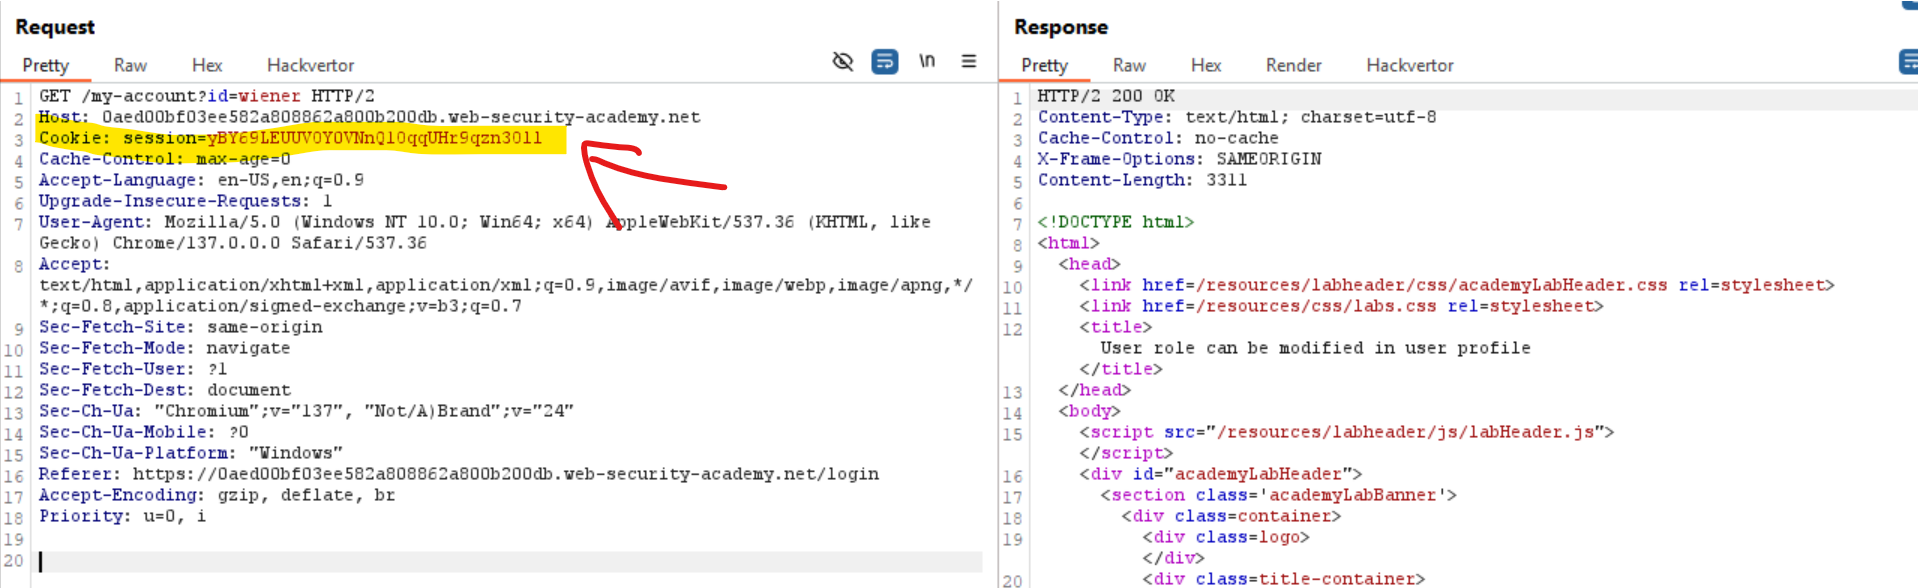 Request
Pretty Raw Hex Hackvertor \n
1 GET /my-account?id=wiener HTTP/2
2 Host: 0aed00bf03ee582a808862a800b200db.web-security-academy.net
3 Cookie: session=yBY69LEUUV0Y0VNnQl0qqUHr9qzn30ll
4 Cache-Control: max-age=0
5 Accept-Language: en-US,en;q=0.9
6 Upgrade-Insecure-Requests: 1
7 User-Agent: Mozilla/5.0 (Windows NT 10.0; Win64; x64) AppleWebKit/537.36 (KHTML, like
Gecko) Chrome/137.0.0.0 Safari/537.36
8 Accept:
text/html,application/xhtml+xml,application/xml;q=0.9,image/avif,image/webp,image/apng,*/
*;q=0.8,application/signed-exchange;v=b3;q=0.7
9 Sec-Fetch-Site: same-origin
10 Sec-Fetch-Mode: navigate
11 Sec-Fetch-User: ?1
12 Sec-Fetch-Dest: document
13 Sec-Ch-Ua: "Chromium";v="137", "Not/A)Brand";v="24"
14 Sec-Ch-Ua-Mobile: ?0
15 Sec-Ch-Ua-Platform: "Windows"
16 Referer: https://0aed00bf03ee582a808862a800b200db.web-security-academy.net/login
17 Accept-Encoding: gzip, deflate, br
18 Priority: u=0, i
19
20
Response
Pretty Raw Hex Render Hackvertor
1 HTTP/2 200 OK
2 Content-Type: text/html; charset=utf-8
3 Cache-Control: no-cache
4 X-Frame-Options: SAMEORIGIN
5 Content-Length: 3311
6
7 <!DOCTYPE html>
8 <html>
9 <head>
10 <link href=/resources/labheader/css/academyLabHeader.css rel=stylesheet>
11 <link href=/resources/css/labs.css rel=stylesheet>
12 <title>
User role can be modified in user profile
</title>
13 </head>
14 <body>
15 <script src="/resources/labheader/js/labHeader.js">
</script>
16 <div id="academyLabHeader">
17 <section class='academyLabBanner'>
18 <div class=container>
19 <div class=logo>
</div>
20 <div class=title-container>